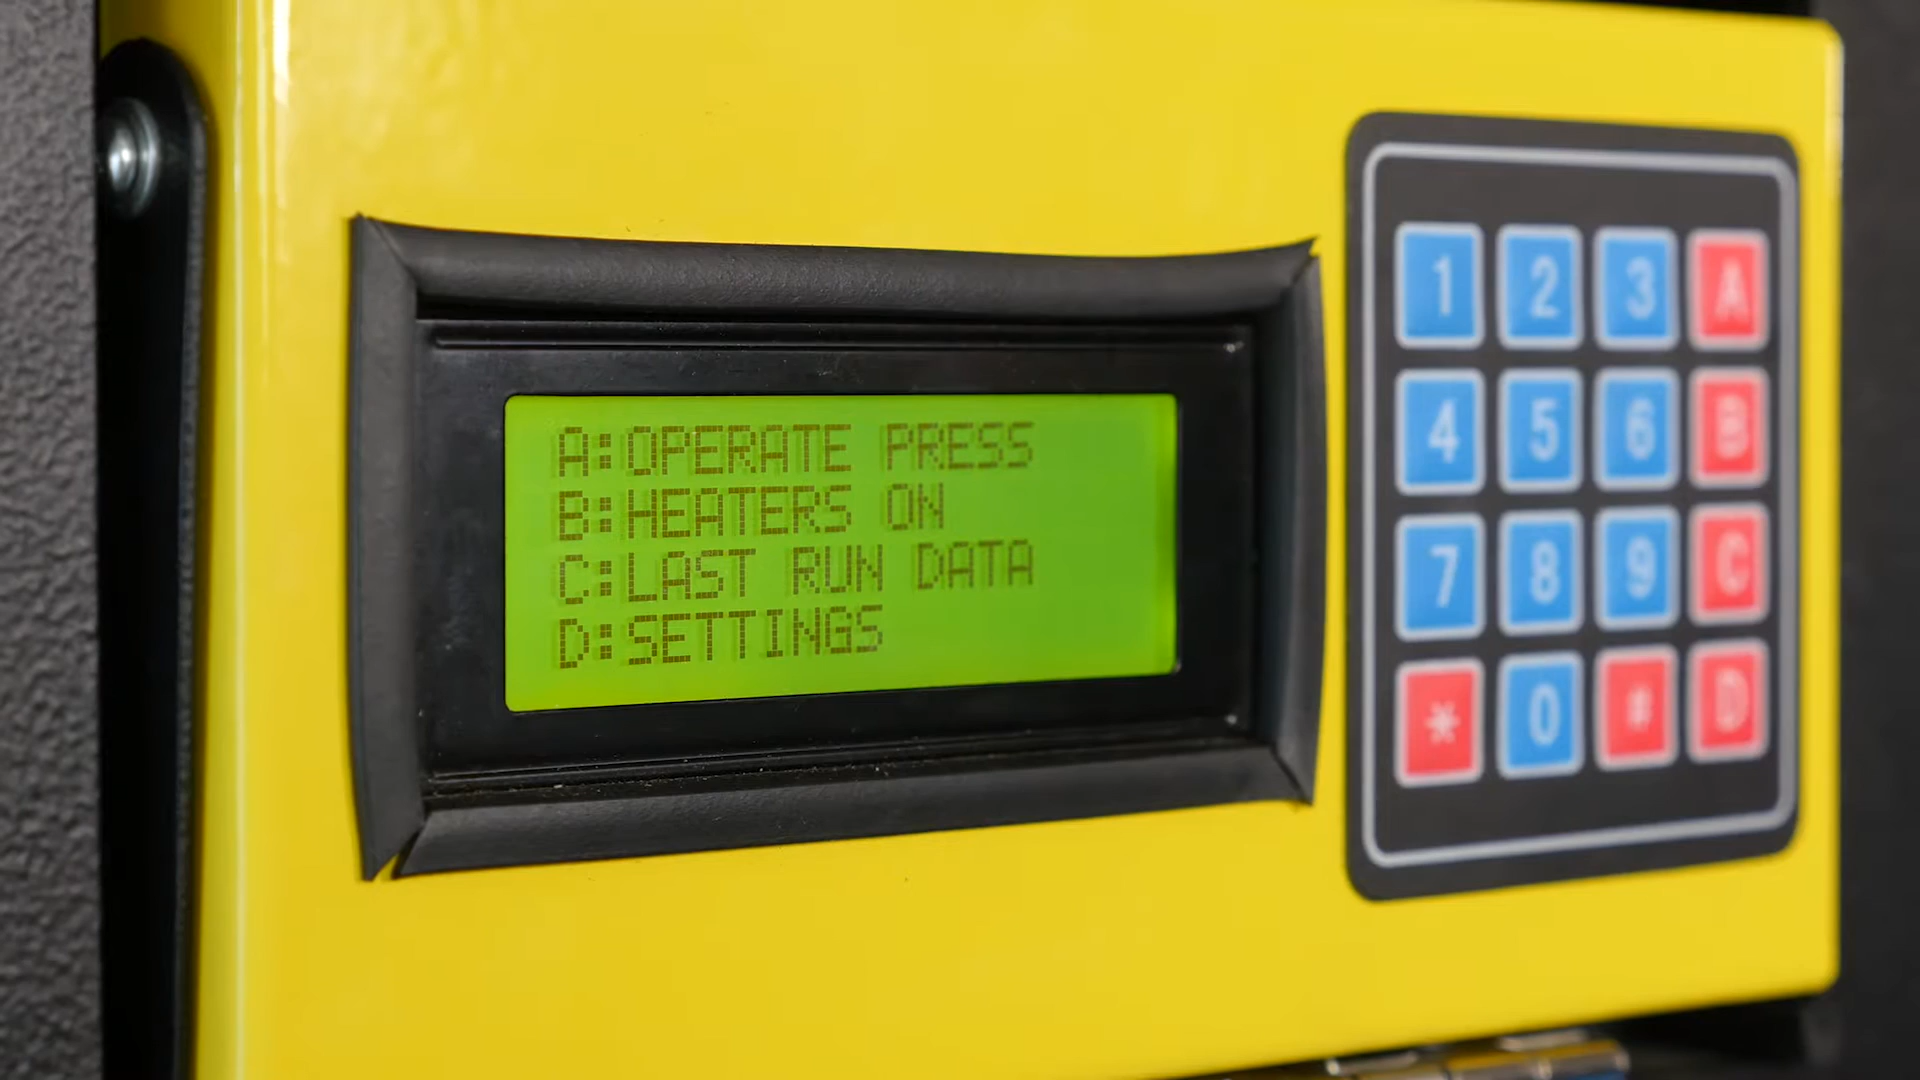 A:OPERATE PRESS
B:HEATERS ON
C:LAST RUN DATA
D:SETTINGS
1 2 3 A
4 5 6 B
7 8 9 C
* 0 # D